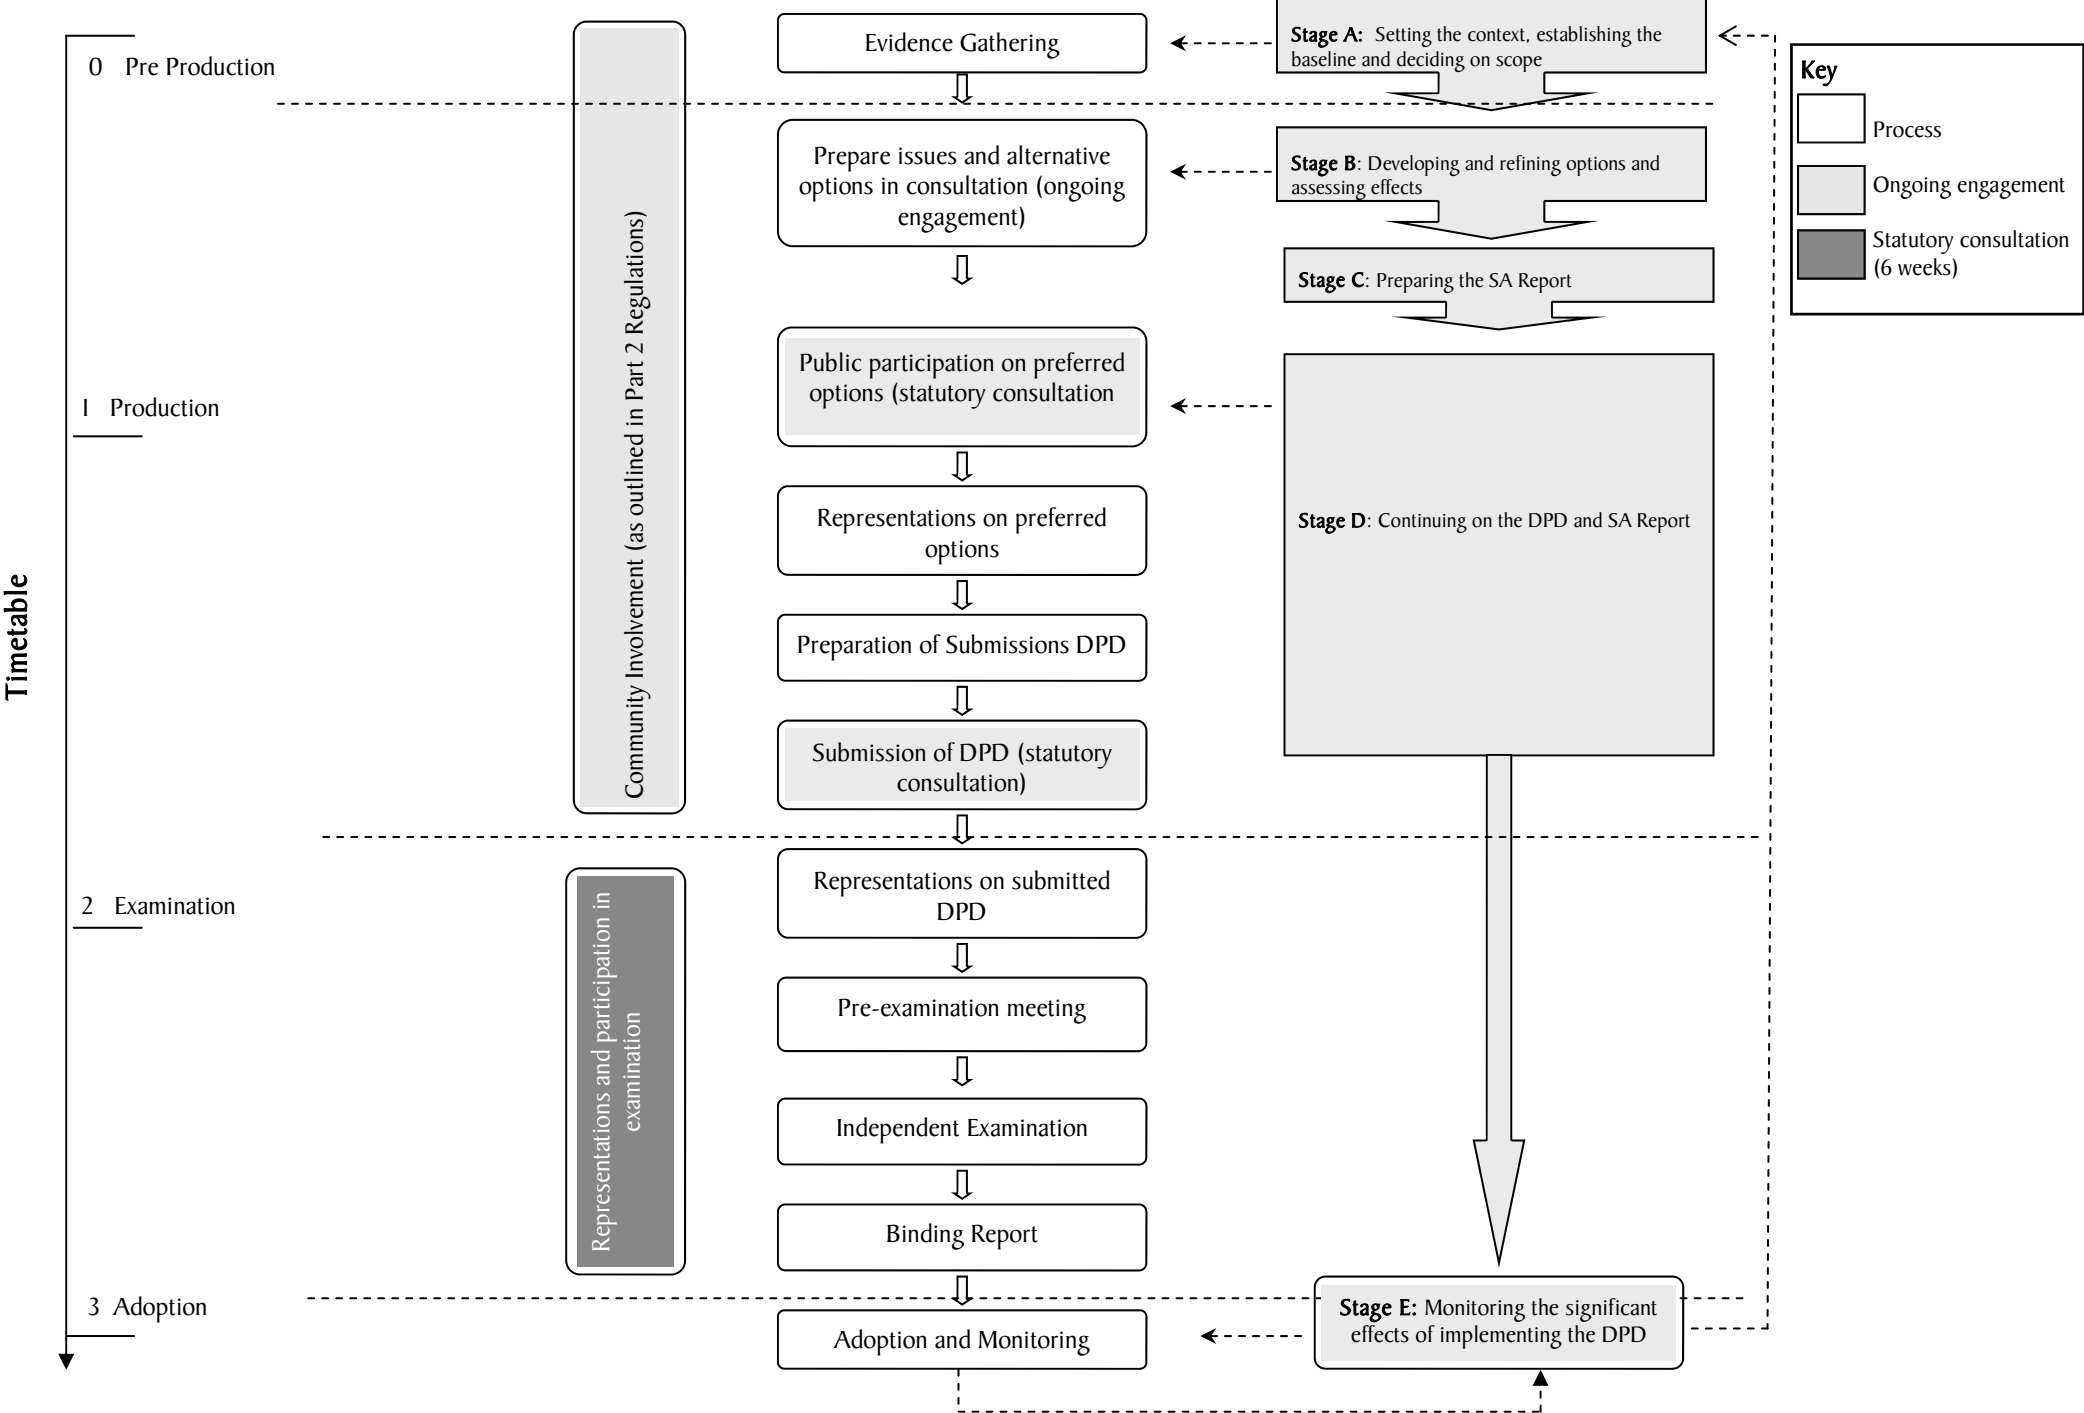 Timetable
0 Pre Production
1 Production
2 Examination
3 Adoption
Community Involvement (as outlined in Part 2 Regulations)
Representations and participation in
examination
Evidence Gathering
Prepare issues and alternative
options in consultation (ongoing
engagement)
Public participation on preferred
options (statutory consultation
Representations on preferred
options
Preparation of Submissions DPD
Submission of DPD (statutory
consultation)
Representations on submitted
DPD
Pre-examination meeting
Independent Examination
Binding Report
Adoption and Monitoring
Stage A: Setting the context, establishing the
baseline and deciding on scope
Stage B: Developing and refining options and
assessing effects
Stage C: Preparing the SA Report
Stage D: Continuing on the DPD and SA Report
Stage E: Monitoring the significant
effects of implementing the DPD
Key
Process
Ongoing engagement
Statutory consultation
(6 weeks)